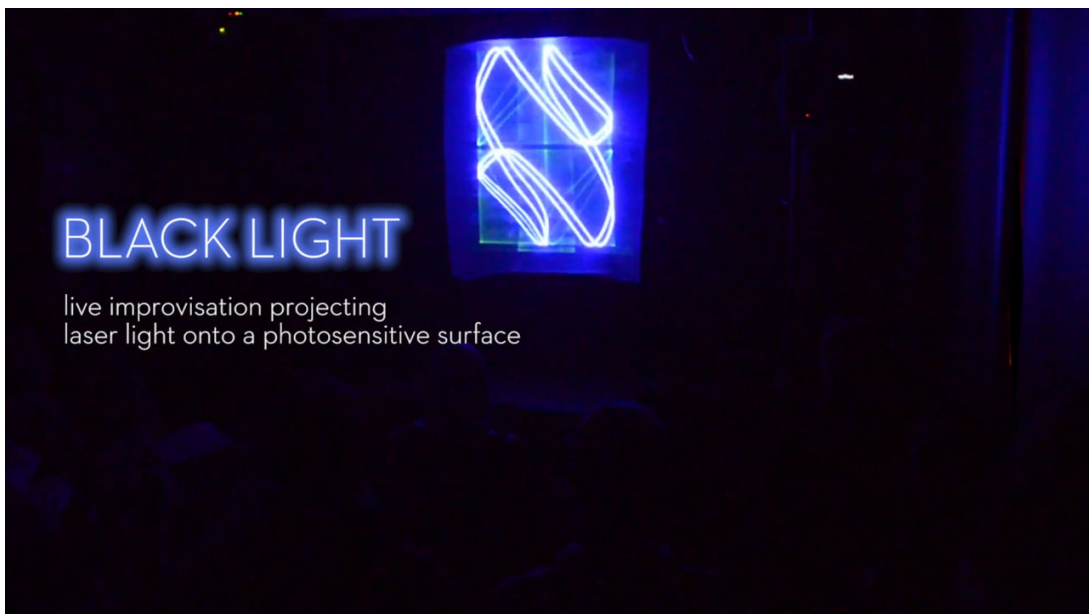 BLACK LIGHT
live improvisation projecting
laser light onto a photosensitive surface